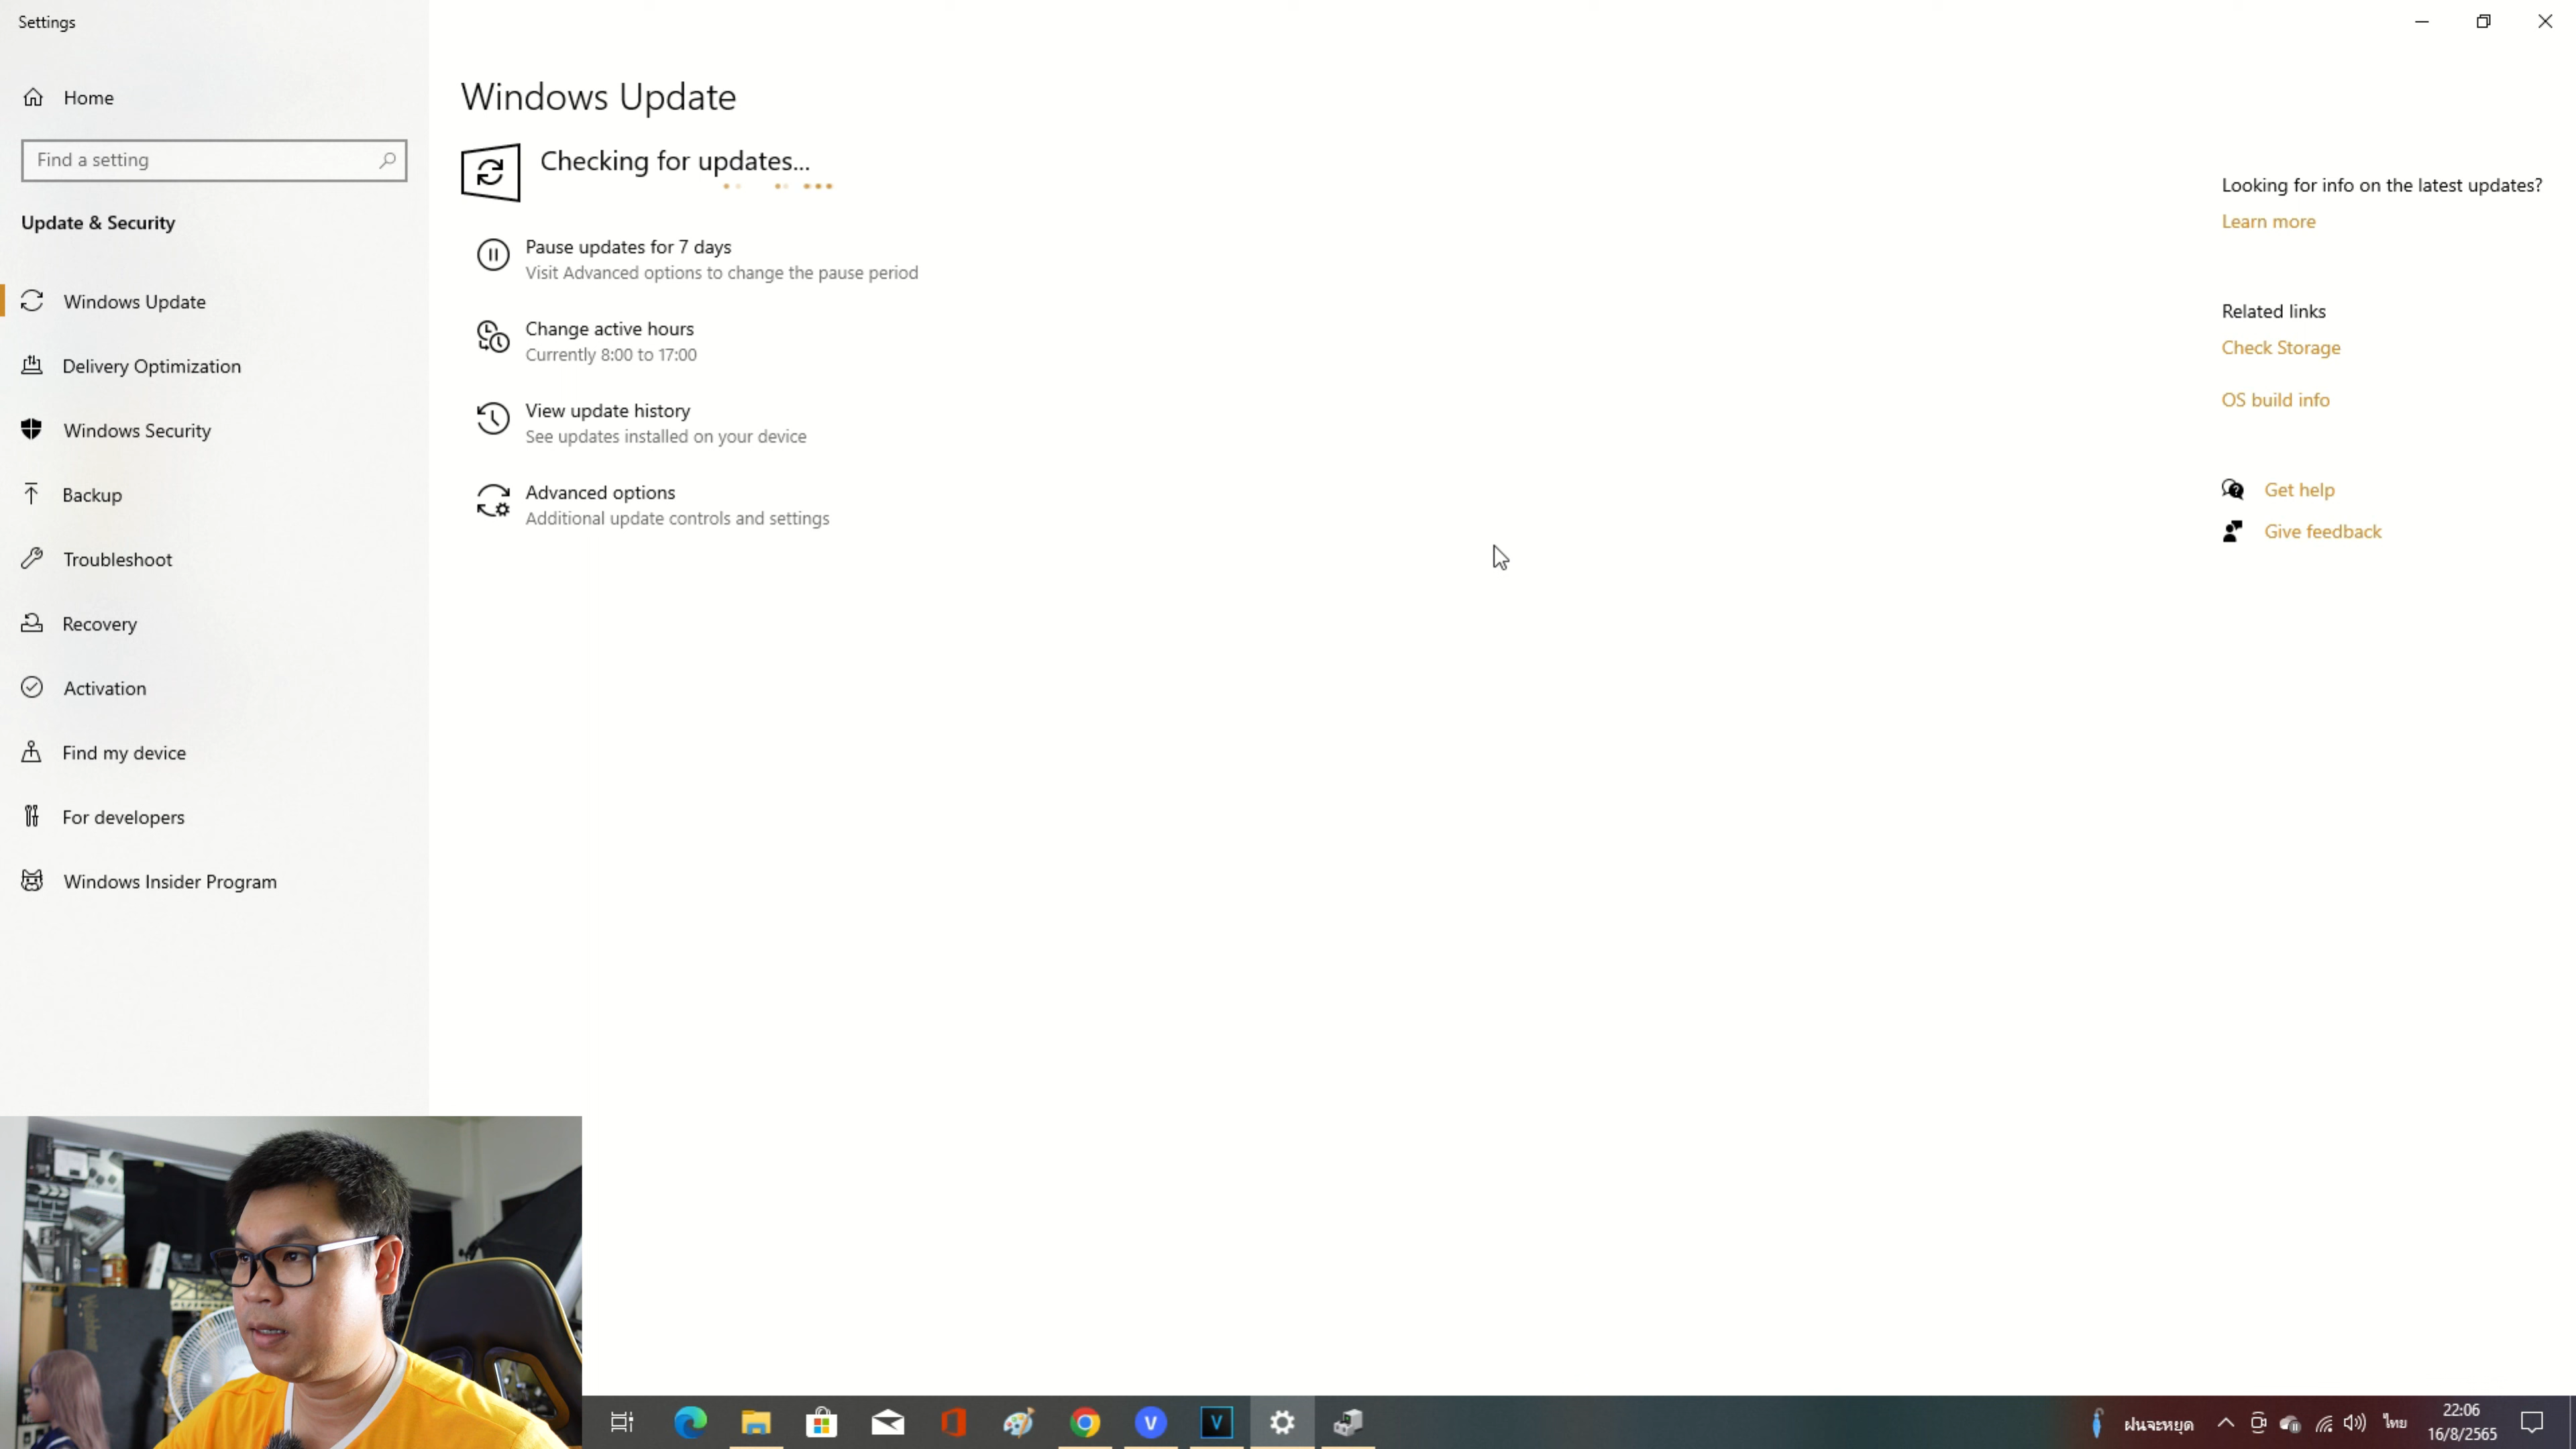 Settings
Home
Find a setting
Update & Security
Windows Update
Delivery Optimization
Windows Security
Backup
Troubleshoot
Recovery
Activation
Find my device
For developers
Windows Insider Program
Windows Update
Checking for updates...
Pause updates for 7 days
Visit Advanced options to change the pause period
Change active hours
Currently 8:00 to 17:00
View update history
See updates installed on your device
Advanced options
Additional update controls and settings
Looking for info on the latest updates?
Learn more
Related links
Check Storage
OS build info
Get help
Give feedback
V
V
ฝนจะหยุด
ไทย
22:06
16/8/2565